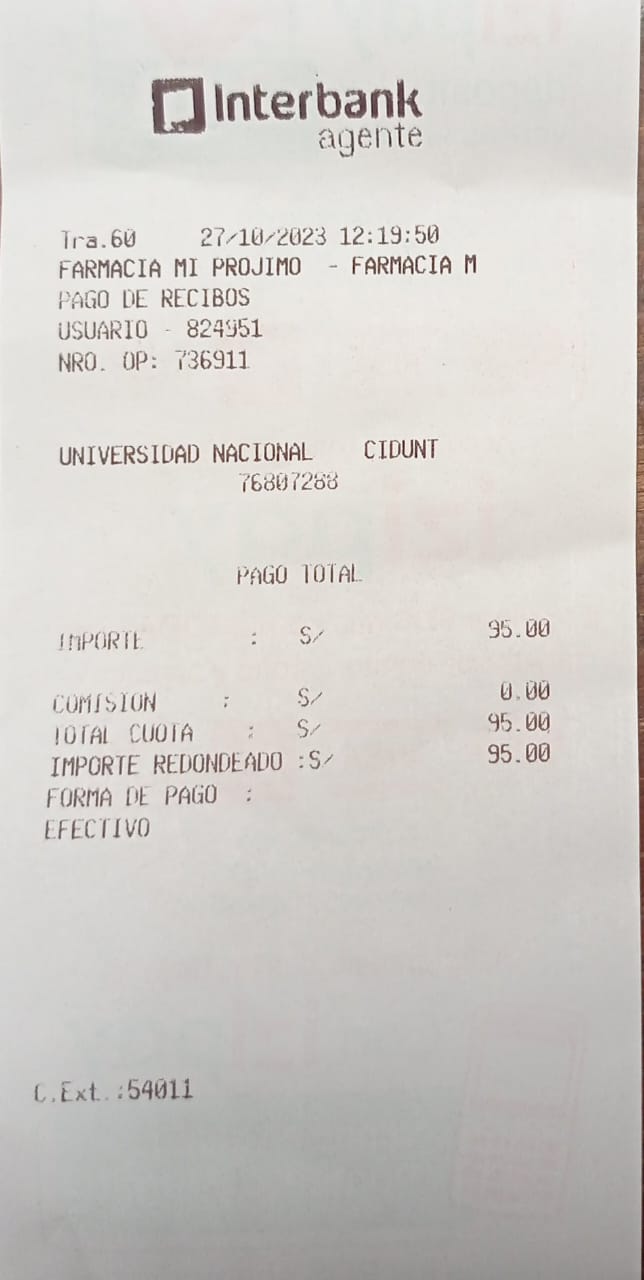 Interbank
agente
Tra.60 27/10/2023 12:19:50
FARMACIA MI PROJIMO - FARMACIA M
PAGO DE RECIBOS
USUARIO - 824951
NRO. OP: 736911
UNIVERSIDAD NACIONAL CIDUNT
76807288
PAGO TOTAL
IMPORTE : S/ 95.00
COMISION : S/ 0.00
TOTAL CUOTA : S/ 95.00
IMPORTE REDONDEADO :S/ 95.00
FORMA DE PAGO :
EFECTIVO
C.Ext.:54011